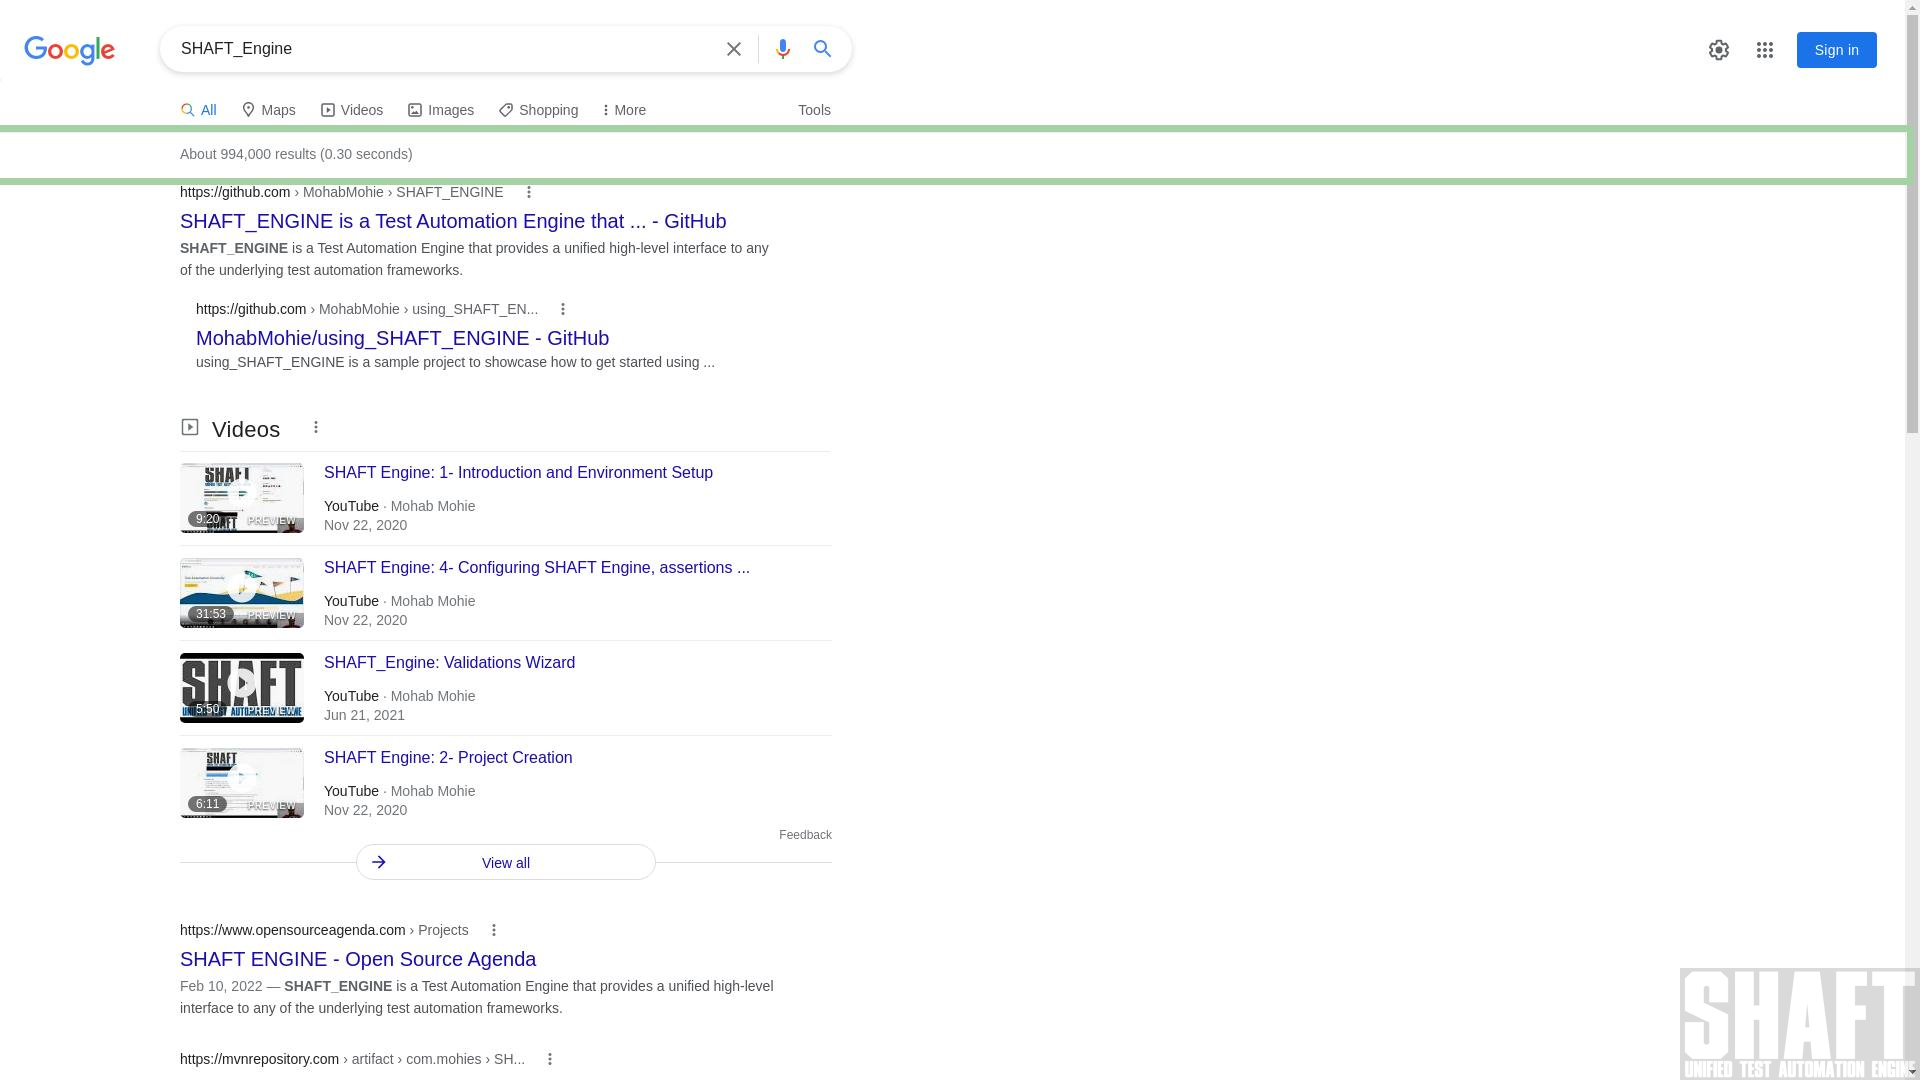 Google
SHAFT_Engine
Sign in
All
Maps
Videos
Images
Shopping
More
Tools
About 994,000 results (0.30 seconds)
https://github.com › MohabMohie › SHAFT_ENGINE
SHAFT_ENGINE is a Test Automation Engine that ... - GitHub
SHAFT_ENGINE is a Test Automation Engine that provides a unified high-level interface to any
of the underlying test automation frameworks.
https://github.com › MohabMohie › using_SHAFT_EN...
MohabMohie/using_SHAFT_ENGINE - GitHub
using_SHAFT_ENGINE is a sample project to showcase how to get started using ...
Videos
SHAFT
9:20
PREVIEW
SHAFT Engine: 1- Introduction and Environment Setup
YouTube · Mohab Mohie
Nov 22, 2020
31:53
PREVIEW
SHAFT Engine: 4- Configuring SHAFT Engine, assertions ...
YouTube · Mohab Mohie
Nov 22, 2020
SHAFT
UNIFIED TEST AUTOMATION ENGINE
5:50
PREVIEW
SHAFT_Engine: Validations Wizard
YouTube · Mohab Mohie
Jun 21, 2021
SHAFT
6:11
PREVIEW
SHAFT Engine: 2- Project Creation
YouTube · Mohab Mohie
Nov 22, 2020
Feedback
View all
https://www.opensourceagenda.com › Projects
SHAFT ENGINE - Open Source Agenda
Feb 10, 2022 — SHAFT_ENGINE is a Test Automation Engine that provides a unified high-level
interface to any of the underlying test automation frameworks.
https://mvnrepository.com › artifact › com.mohies › SH...
SHAFT
UNIFIED TEST AUTOMATION ENGINE